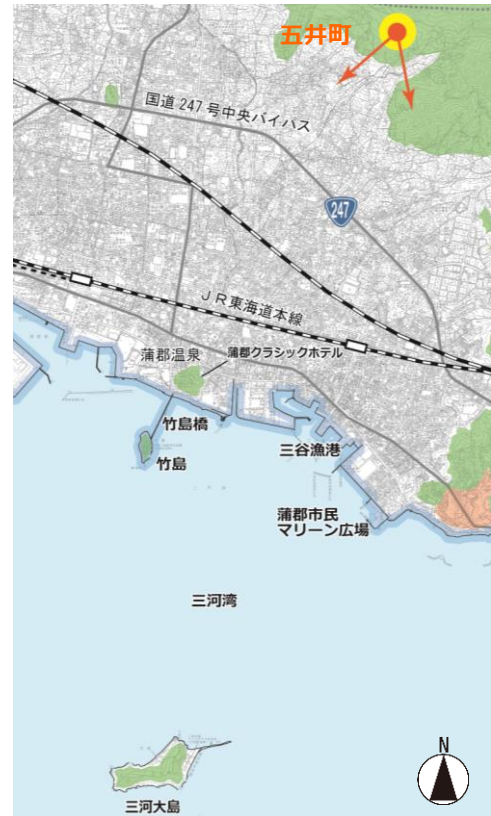 五井町
国道247号中央バイパス
247
JR東海道本線
蒲郡温泉
蒲郡クラシックホテル
竹島橋
竹島
三谷漁港
蒲郡市民
マリーン広場
三河湾
三河大島
N